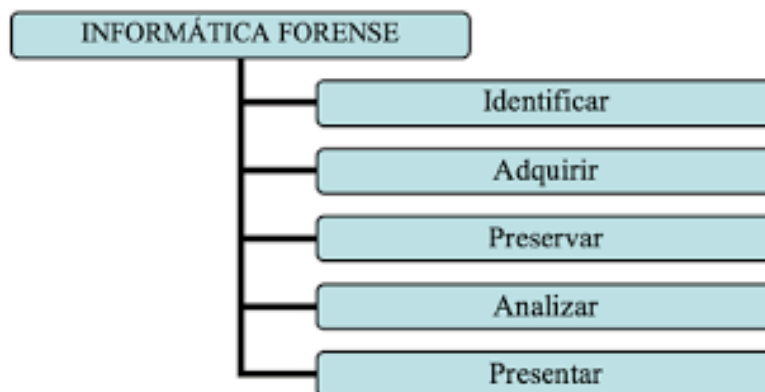 INFORMÁTICA FORENSE
Identificar
Adquirir
Preservar
Analizar
Presentar